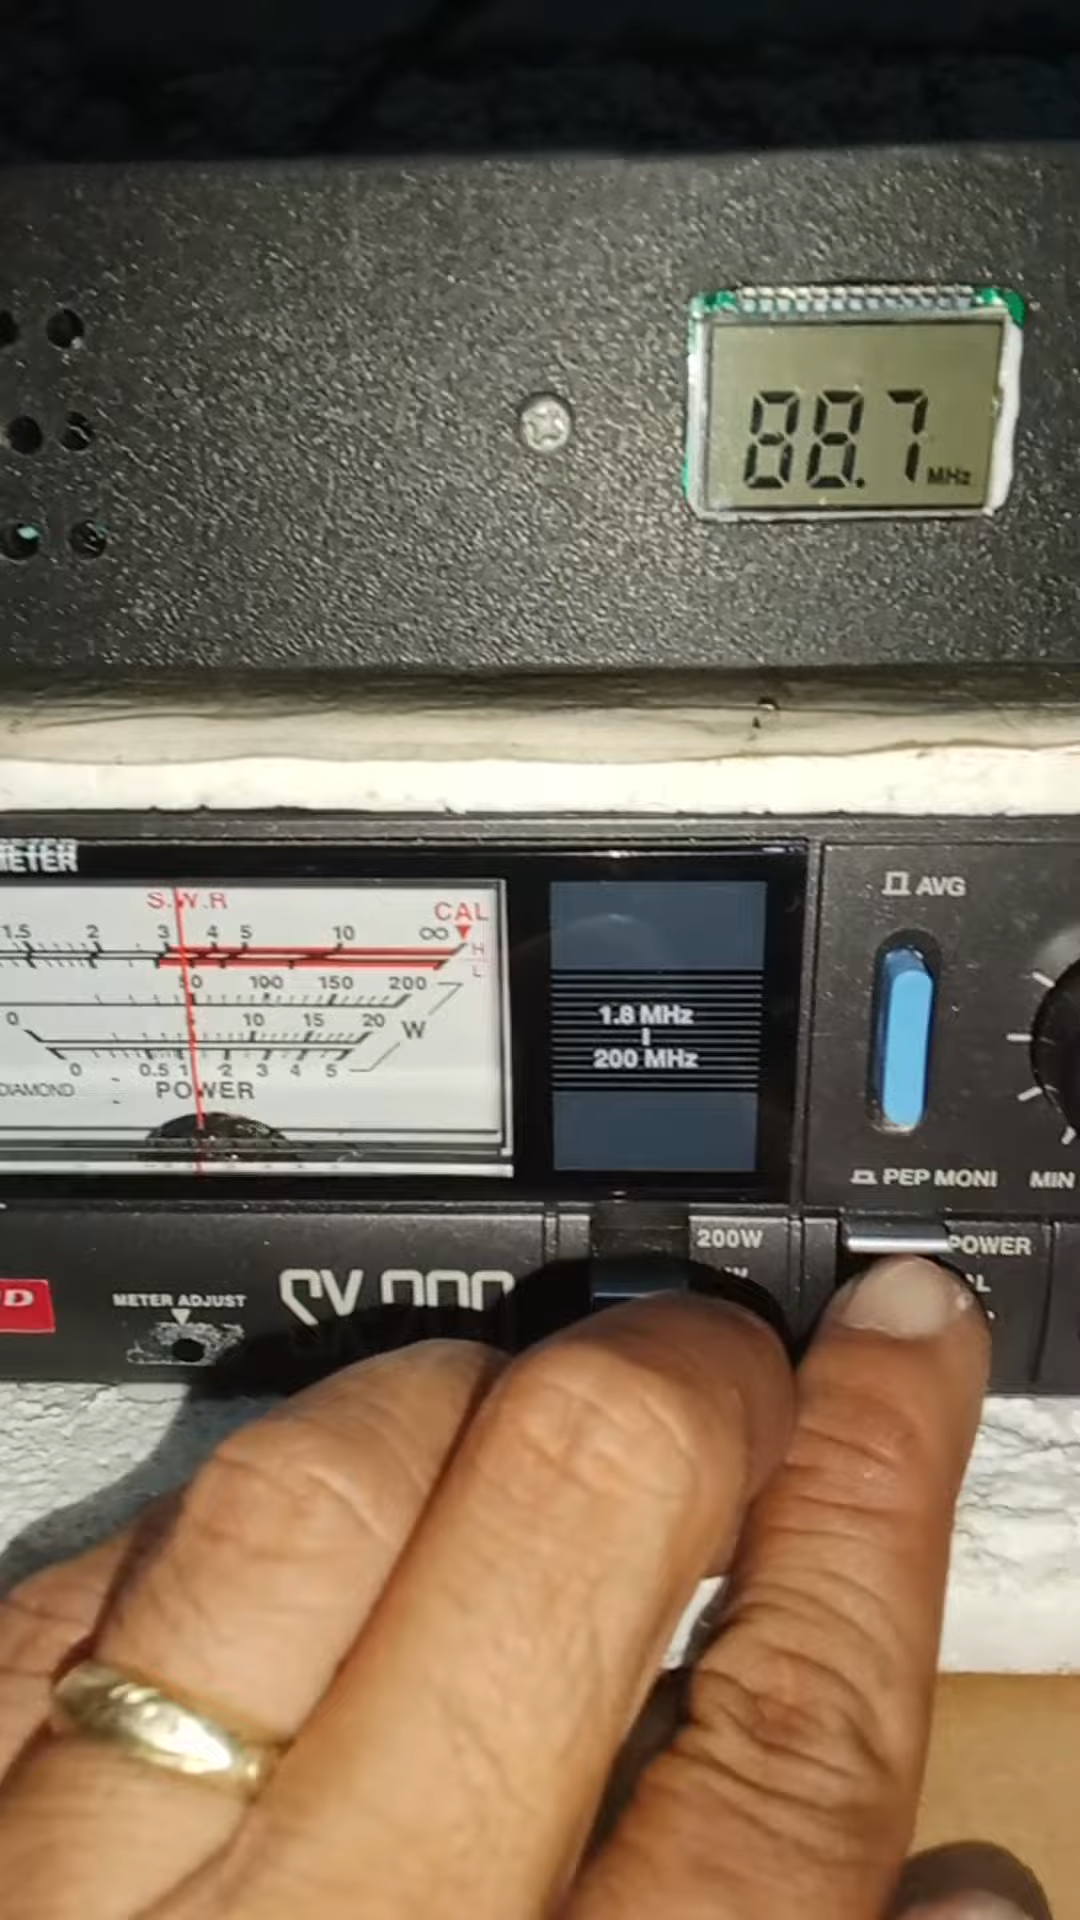 88.7 MHz
METER
S.W.R
CAL
1.5 2 3 4 5 10 ∞ H
L
50 100 150 200
0 10 15 20 W
0 0.5 1 2 3 4 5
DIAMOND POWER
1.8 MHz
200 MHz
AVG
PEP MONI MIN
200W
POWER
METER ADJUST